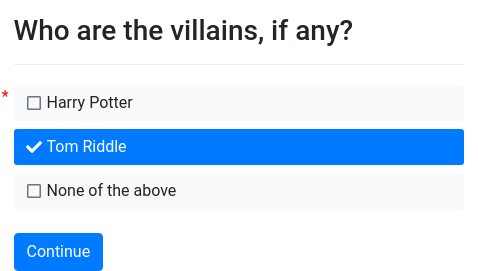 Who are the villains, if any?
* Harry Potter
Tom Riddle
None of the above
Continue